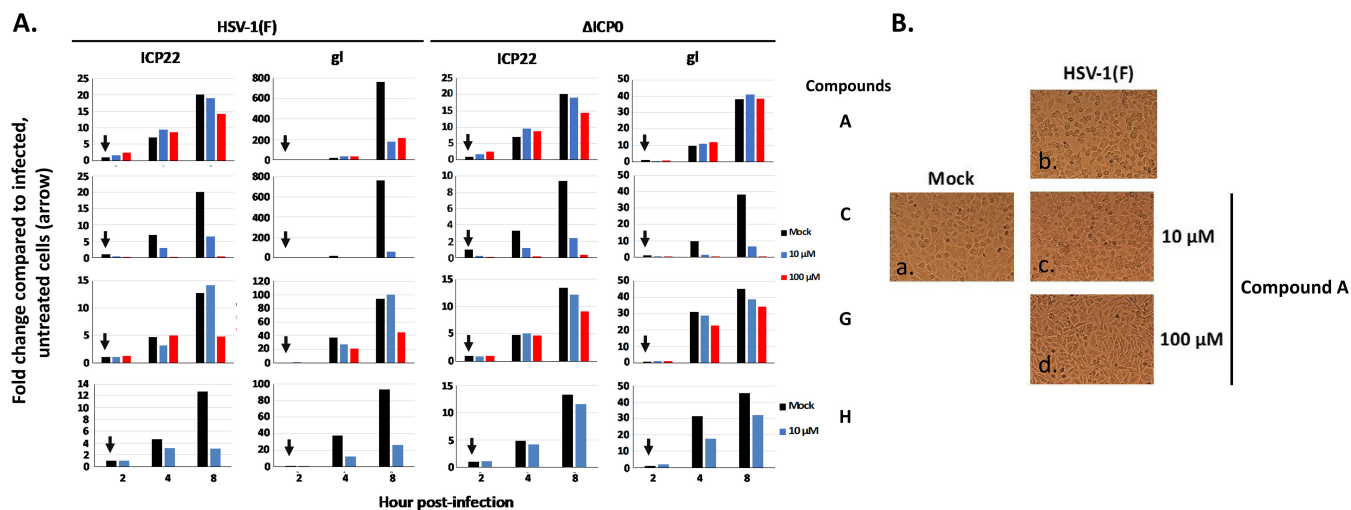 A.
HSV-1(F)
ΔICP0
B.
ICP22
gI
ICP22
gI
Compounds
HSV-1(F)
Fold change compared to infected,
untreated cells (arrow)
25
20
15
10
5
0
800
600
400
200
0
25
20
15
10
5
0
50
40
30
20
10
0
A
b.
Mock
25
20
15
10
5
0
800
600
400
200
0
10
8
6
4
2
0
50
40
30
20
10
0
C
Mock
10 µM
100 µM
a.
c.
10 µM
Compound A
15
10
5
0
120
100
80
60
40
20
0
15
10
5
0
50
40
30
20
10
0
G
d.
100 µM
14
12
10
8
6
4
2
0
100
80
60
40
20
0
15
10
5
0
50
40
30
20
10
0
H
Mock
10 µM
2 4 8
2 4 8
2 4 8
2 4 8
Hour post-infection